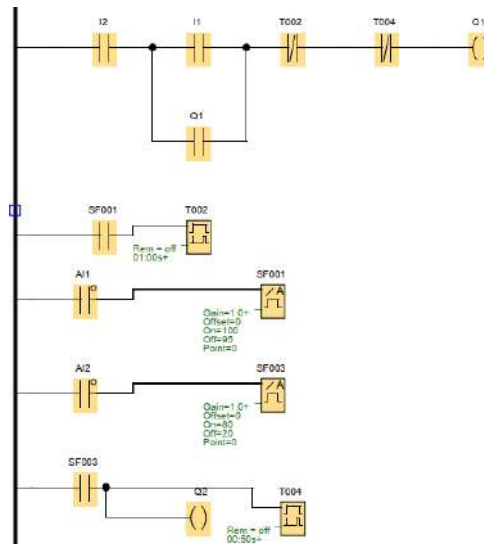 I2 I1 T002 T004 Q1
Q1
SF001 T002
Rem = off
01:00s+
AI1 SF001
Gain=1.0+
Offset=0
On=100
Off=95
Point=0
AI2 SF003
Gain=1.0+
Offset=0
On=80
Off=20
Point=0
SF003
Q2 T004
Rem = off
00:50s+